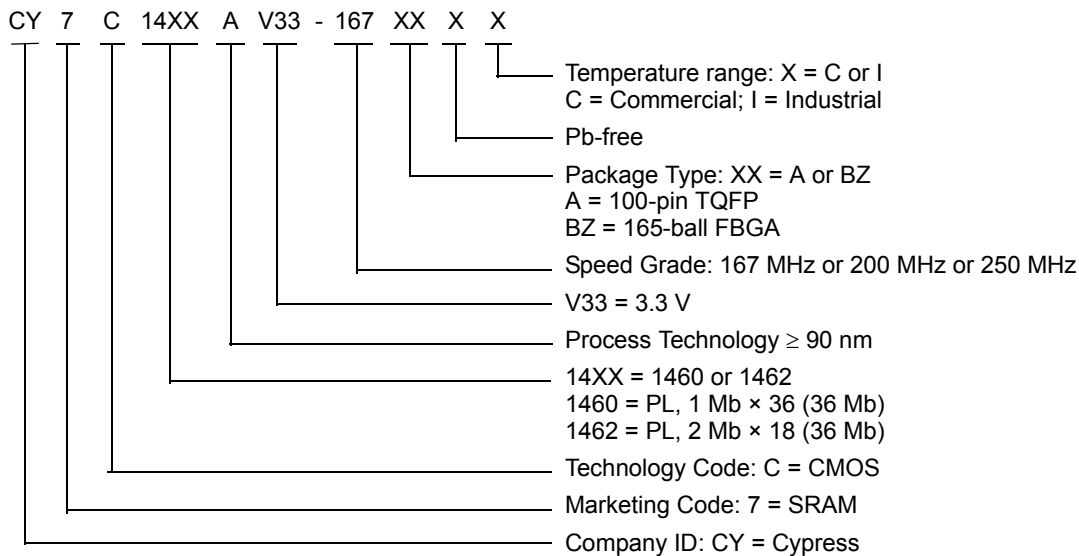 CY 7 C 14XX A V33 - 167 XX X X
Temperature range: X = C or I
C = Commercial; I = Industrial
Pb-free
Package Type: XX = A or BZ
A = 100-pin TQFP
BZ = 165-ball FBGA
Speed Grade: 167 MHz or 200 MHz or 250 MHz
V33 = 3.3 V
Process Technology ≥ 90 nm
14XX = 1460 or 1462
1460 = PL, 1 Mb × 36 (36 Mb)
1462 = PL, 2 Mb × 18 (36 Mb)
Technology Code: C = CMOS
Marketing Code: 7 = SRAM
Company ID: CY = Cypress